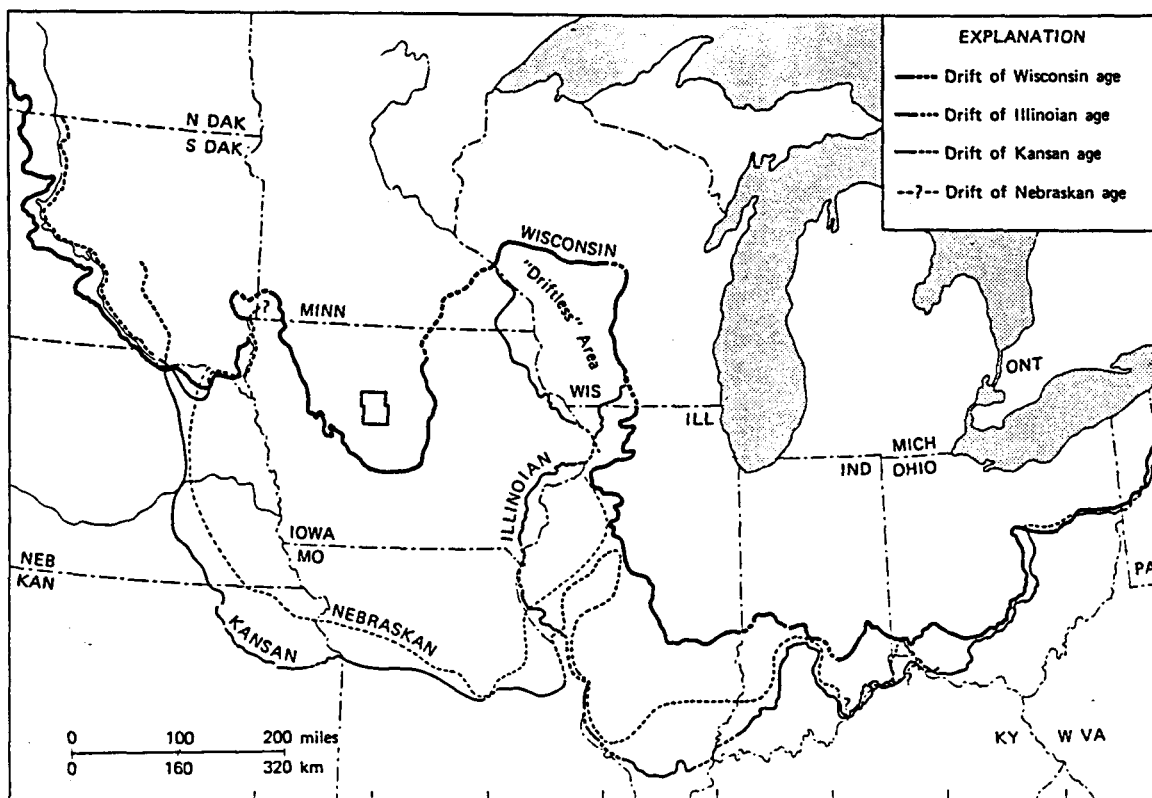 EXPLANATION
Drift of Wisconsin age
Drift of Illinoian age
Drift of Kansan age
--?-- Drift of Nebraskan age
N DAK
S DAK
WISCONSIN
"Driftless" Area
?
MINN
ONT
WIS
ILL
MICH
IND
OHIO
ILLINOIAN
IOWA
MO
NEB
KAN
PA
NEBRASKAN
KANSAN
?
KY
W VA
0 100 200 miles
0 160 320 km